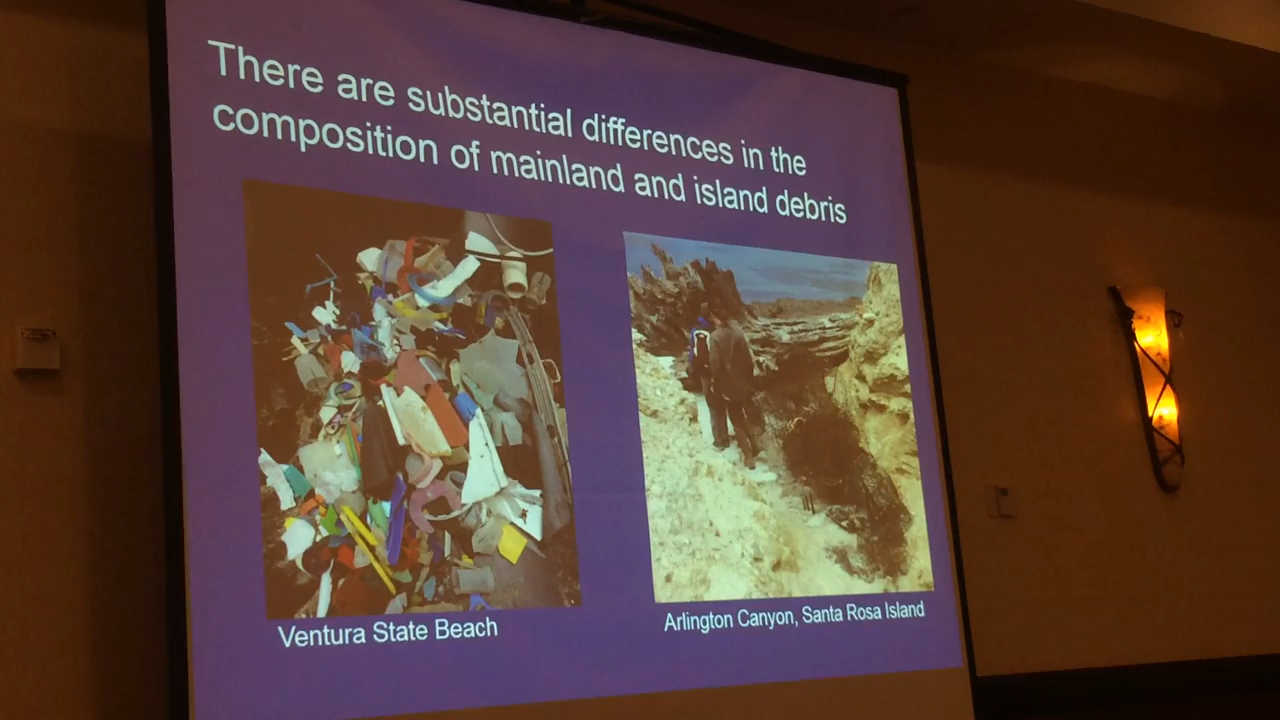 There are substantial differences in the
composition of mainland and island debris
Ventura State Beach
Arlington Canyon, Santa Rosa Island